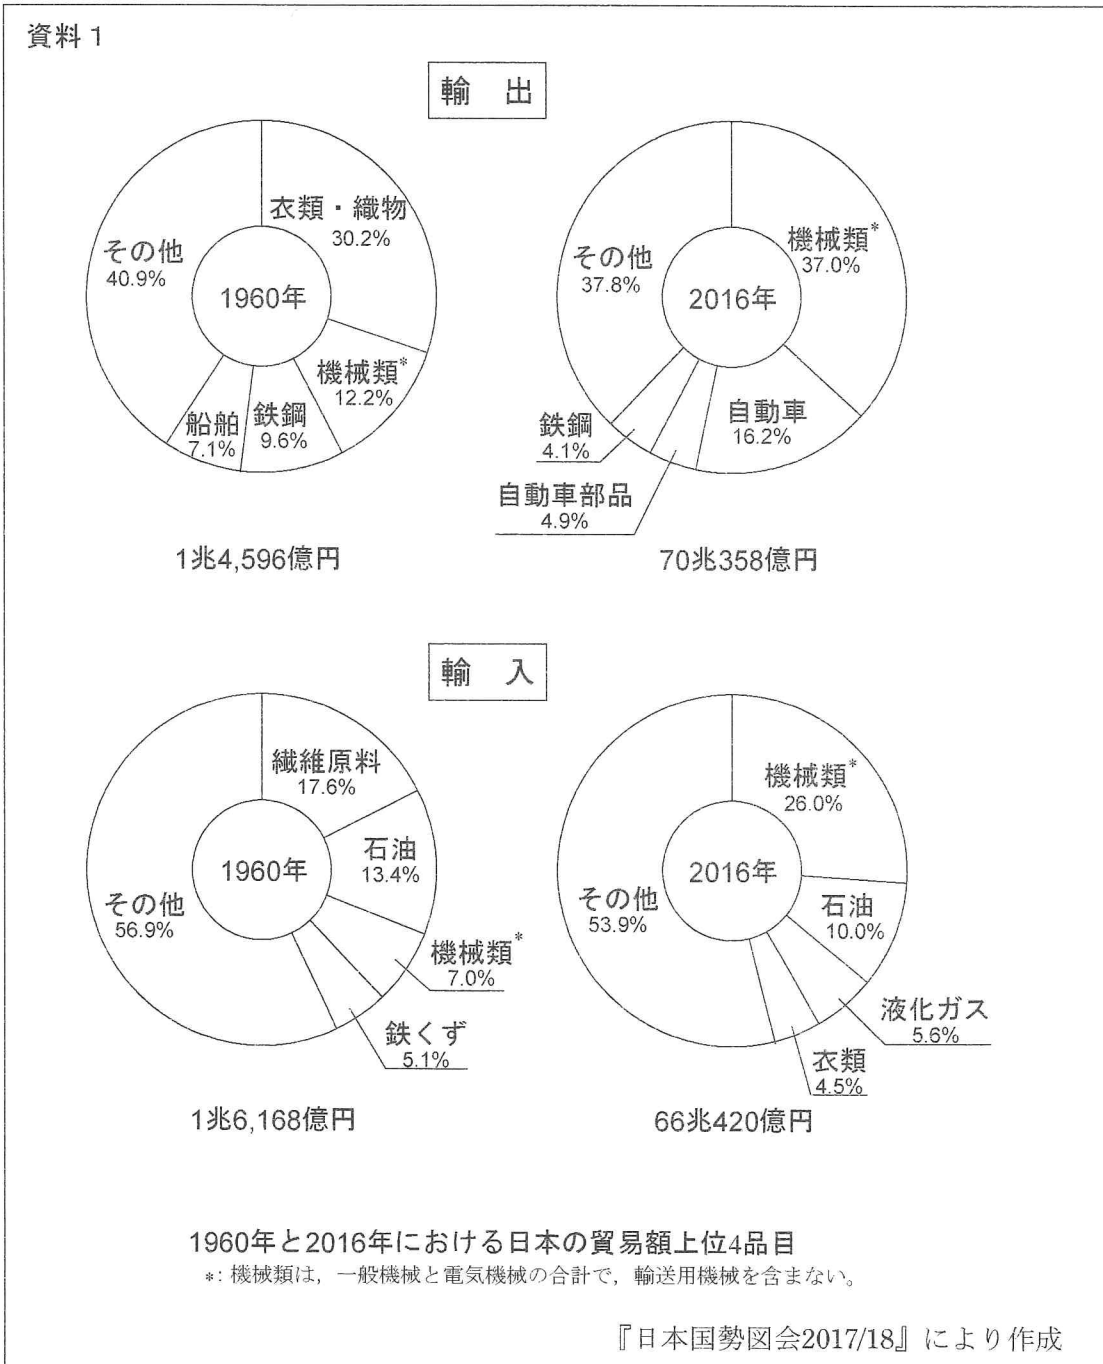 資料1
輸 出
衣類・織物
30.2%
機械類*
12.2%
鉄鋼
9.6%
船舶
7.1%
その他
40.9%
1960年
1兆4,596億円
機械類*
37.0%
自動車
16.2%
自動車部品
4.9%
鉄鋼
4.1%
その他
37.8%
2016年
70兆358億円
輸 入
繊維原料
17.6%
石油
13.4%
機械類*
7.0%
鉄くず
5.1%
その他
56.9%
1960年
1兆6,168億円
機械類*
26.0%
石油
10.0%
液化ガス
5.6%
衣類
4.5%
その他
53.9%
2016年
66兆420億円
1960年と2016年における日本の貿易額上位4品目
*: 機械類は，一般機械と電気機械の合計で，輸送用機械を含まない。
『日本国勢図会2017/18』により作成